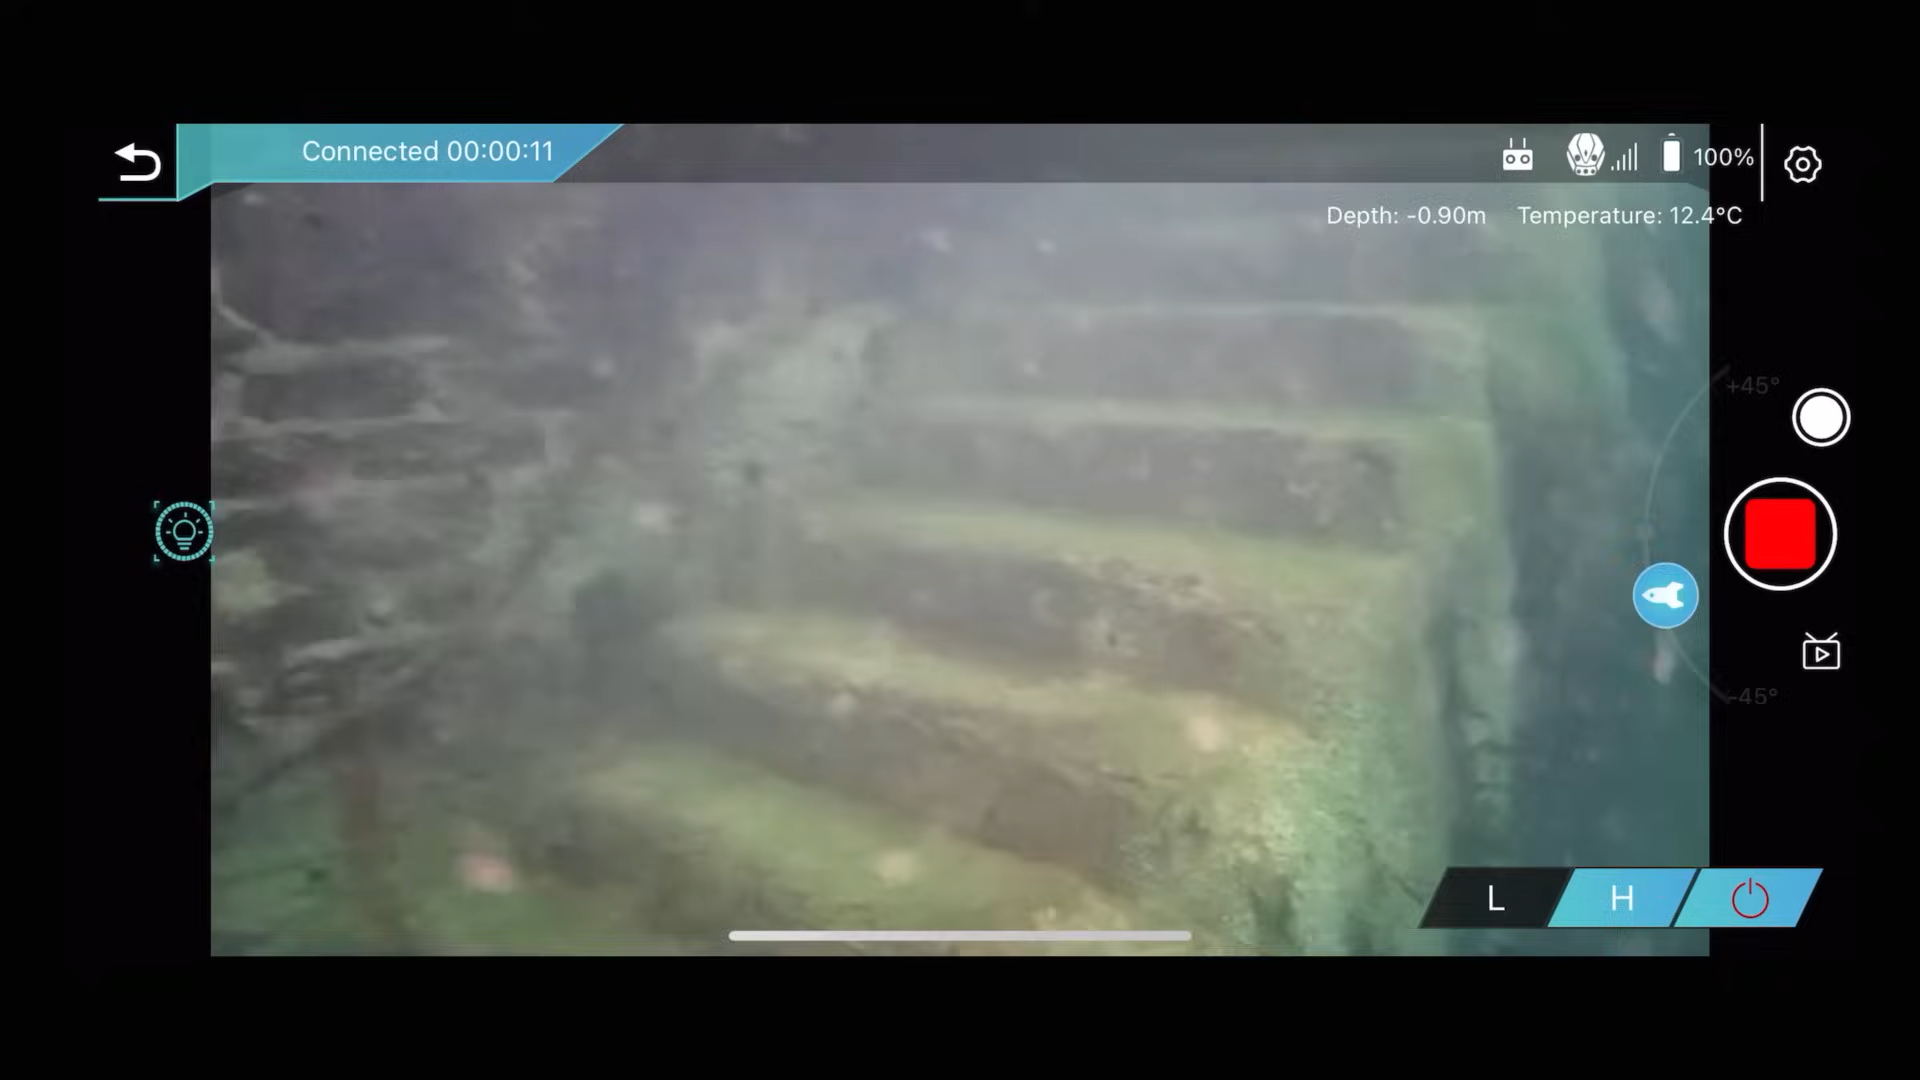 Connected 00:00:11
100%
Depth: -0.90m Temperature: 12.4°C
+45°
-45°
L H